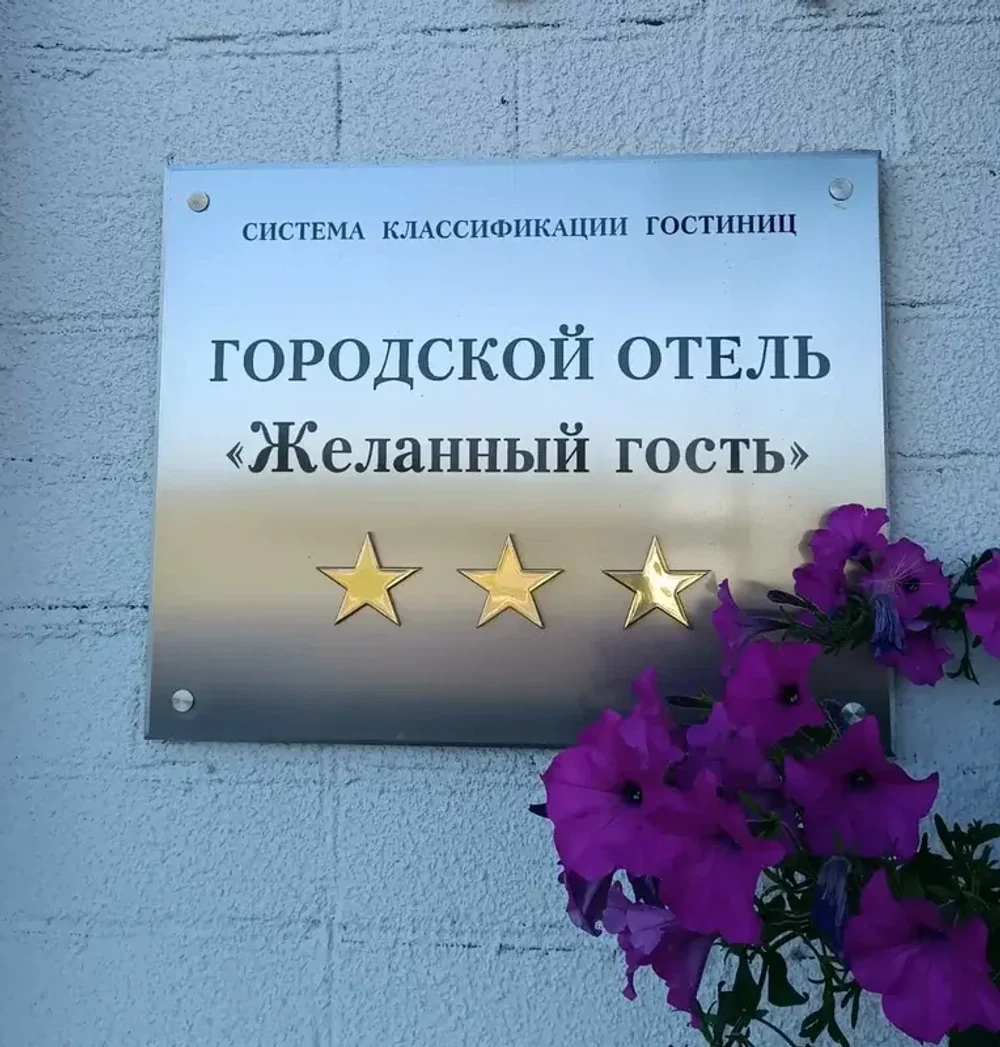 СИСТЕМА КЛАССИФИКАЦИИ ГОСТИНИЦ
ГОРОДСКОЙ ОТЕЛЬ
«Желанный гость»